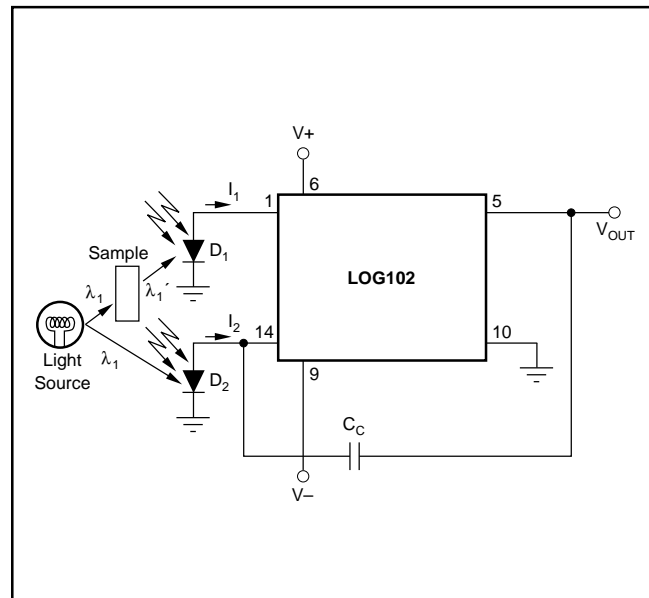 V+
6
I1
1
5
VOUT
D1
Sample
LOG102
λ1
λ1´
I2
14
10
λ1
Light
Source
D2
9
CC
V–